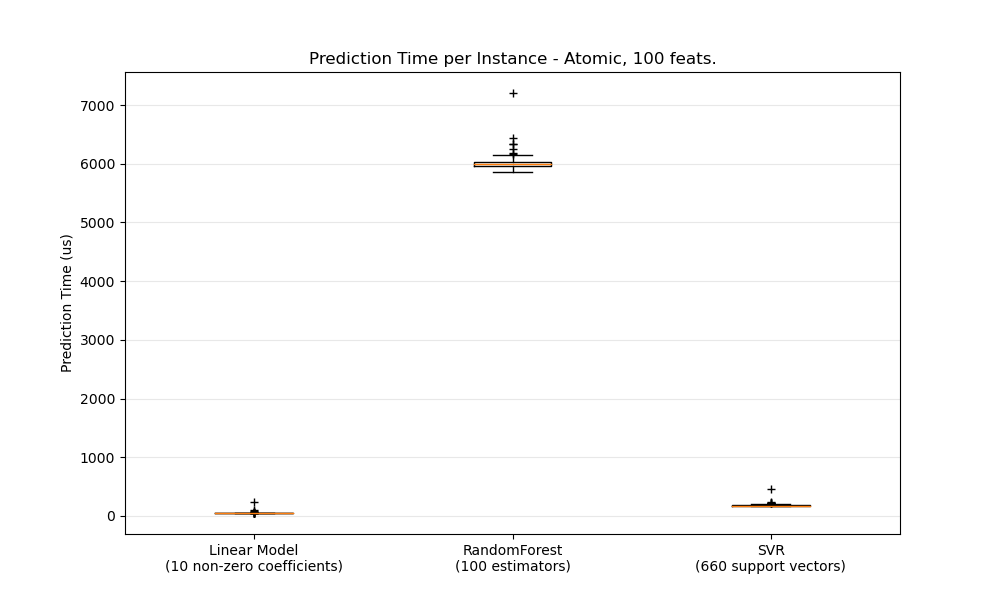 Prediction Time per Instance - Atomic, 100 feats.
Prediction Time (us)
7000
6000
5000
4000
3000
2000
1000
0
Linear Model
(10 non-zero coefficients)
RandomForest
(100 estimators)
SVR
(660 support vectors)